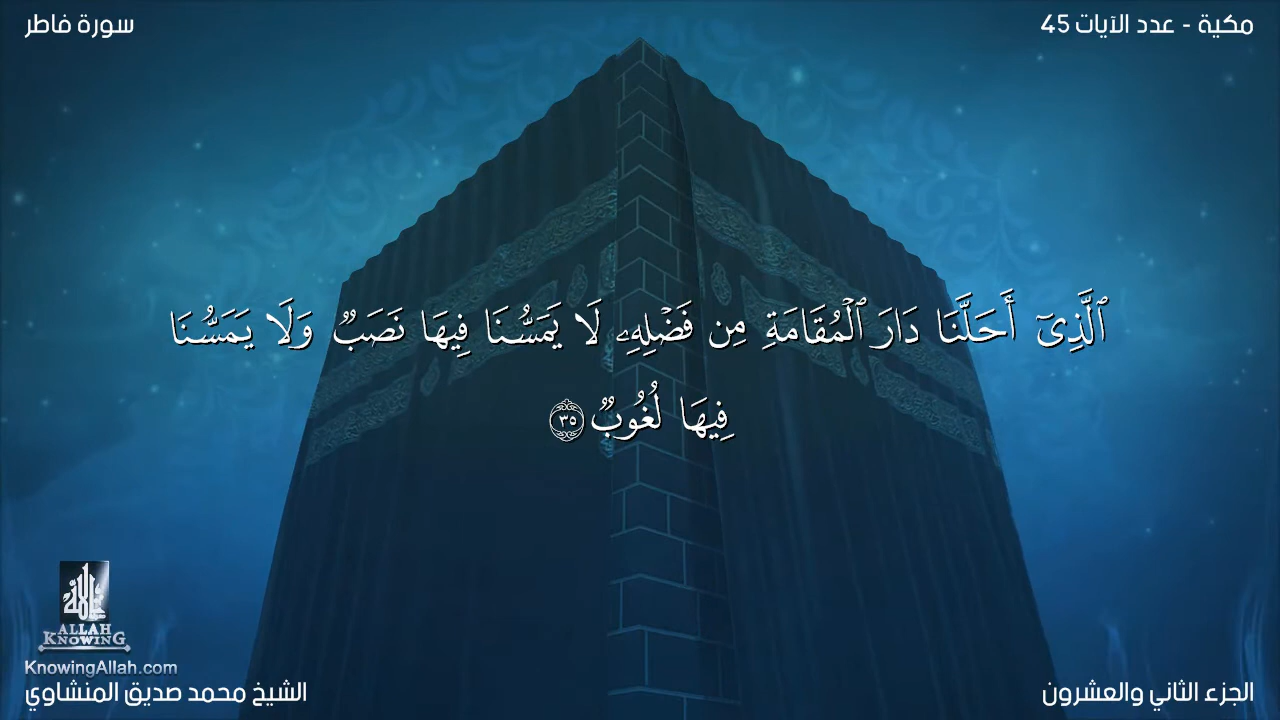 مكية - عدد الآيات 45
سورة فاطر
ٱلَّذِىٓ أَحَلَّنَا دَارَ ٱلْمُقَامَةِ مِن فَضْلِهِۦ لَا يَمَسُّنَا فِيهَا نَصَبٌ وَلَا يَمَسُّنَا
فِيهَا لُغُوبٌ ٣٥
ALLAH
KNOWING
KnowingAllah.com
الجزء الثاني والعشرون
الشيخ محمد صديق المنشاوي